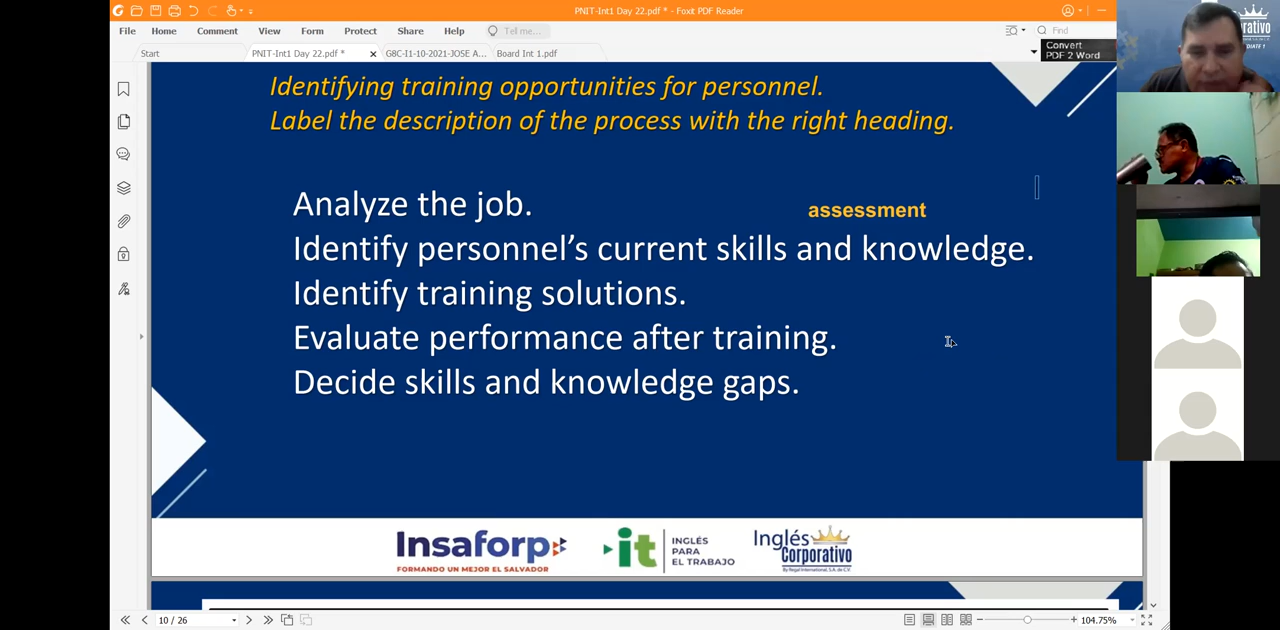 PNIT-Int1 Day 22.pdf * - Foxit PDF Reader
File Home Comment View Form Protect Share Help Tell me... Find
Start PNIT-Int1 Day 22.pdf * G8C-I1-10-2021-JOSE A... Board Int 1.pdf
Convert
PDF 2 Word
Identifying training opportunities for personnel.
Label the description of the process with the right heading.
Analyze the job.
assessment
Identify personnel's current skills and knowledge.
Identify training solutions.
Evaluate performance after training.
Decide skills and knowledge gaps.
Insaforp
FORMANDO UN MEJOR EL SALVADOR
it
INGLÉS
PARA
EL TRABAJO
Inglés
Corporativo
By Regal International, S.A. de C.V.
10 / 26
104.75%